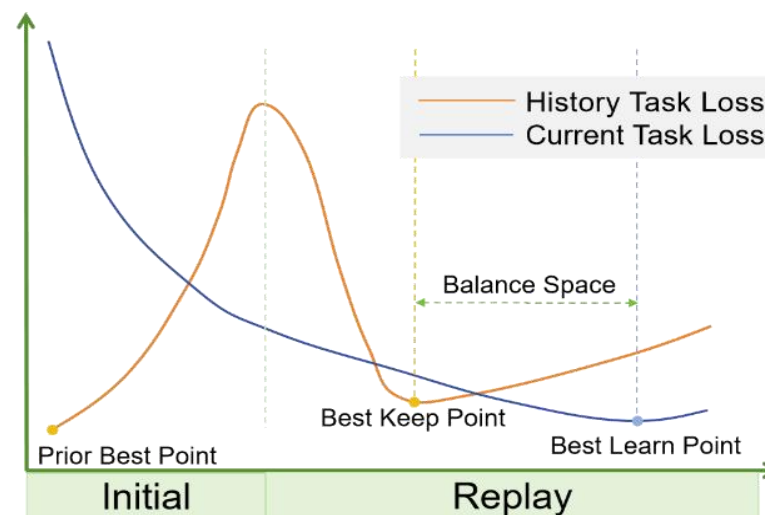 History Task Loss
Current Task Loss
Balance Space
Best Keep Point
Best Learn Point
Prior Best Point
Initial
Replay